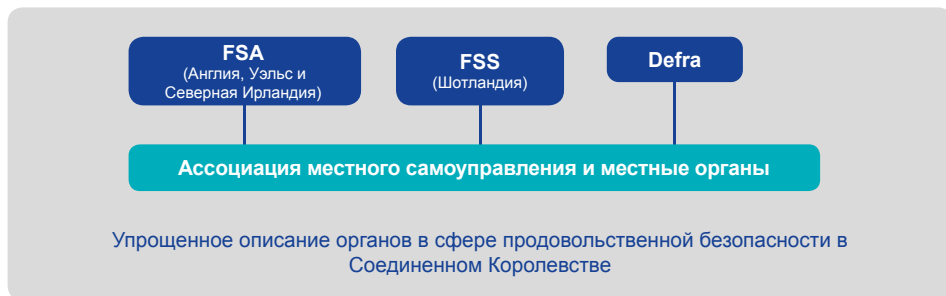 FSA
(Англия, Уэльс и
Северная Ирландия)
FSS
(Шотландия)
Defra
Ассоциация местного самоуправления и местные органы
Упрощенное описание органов в сфере продовольственной безопасности в
Соединенном Королевстве